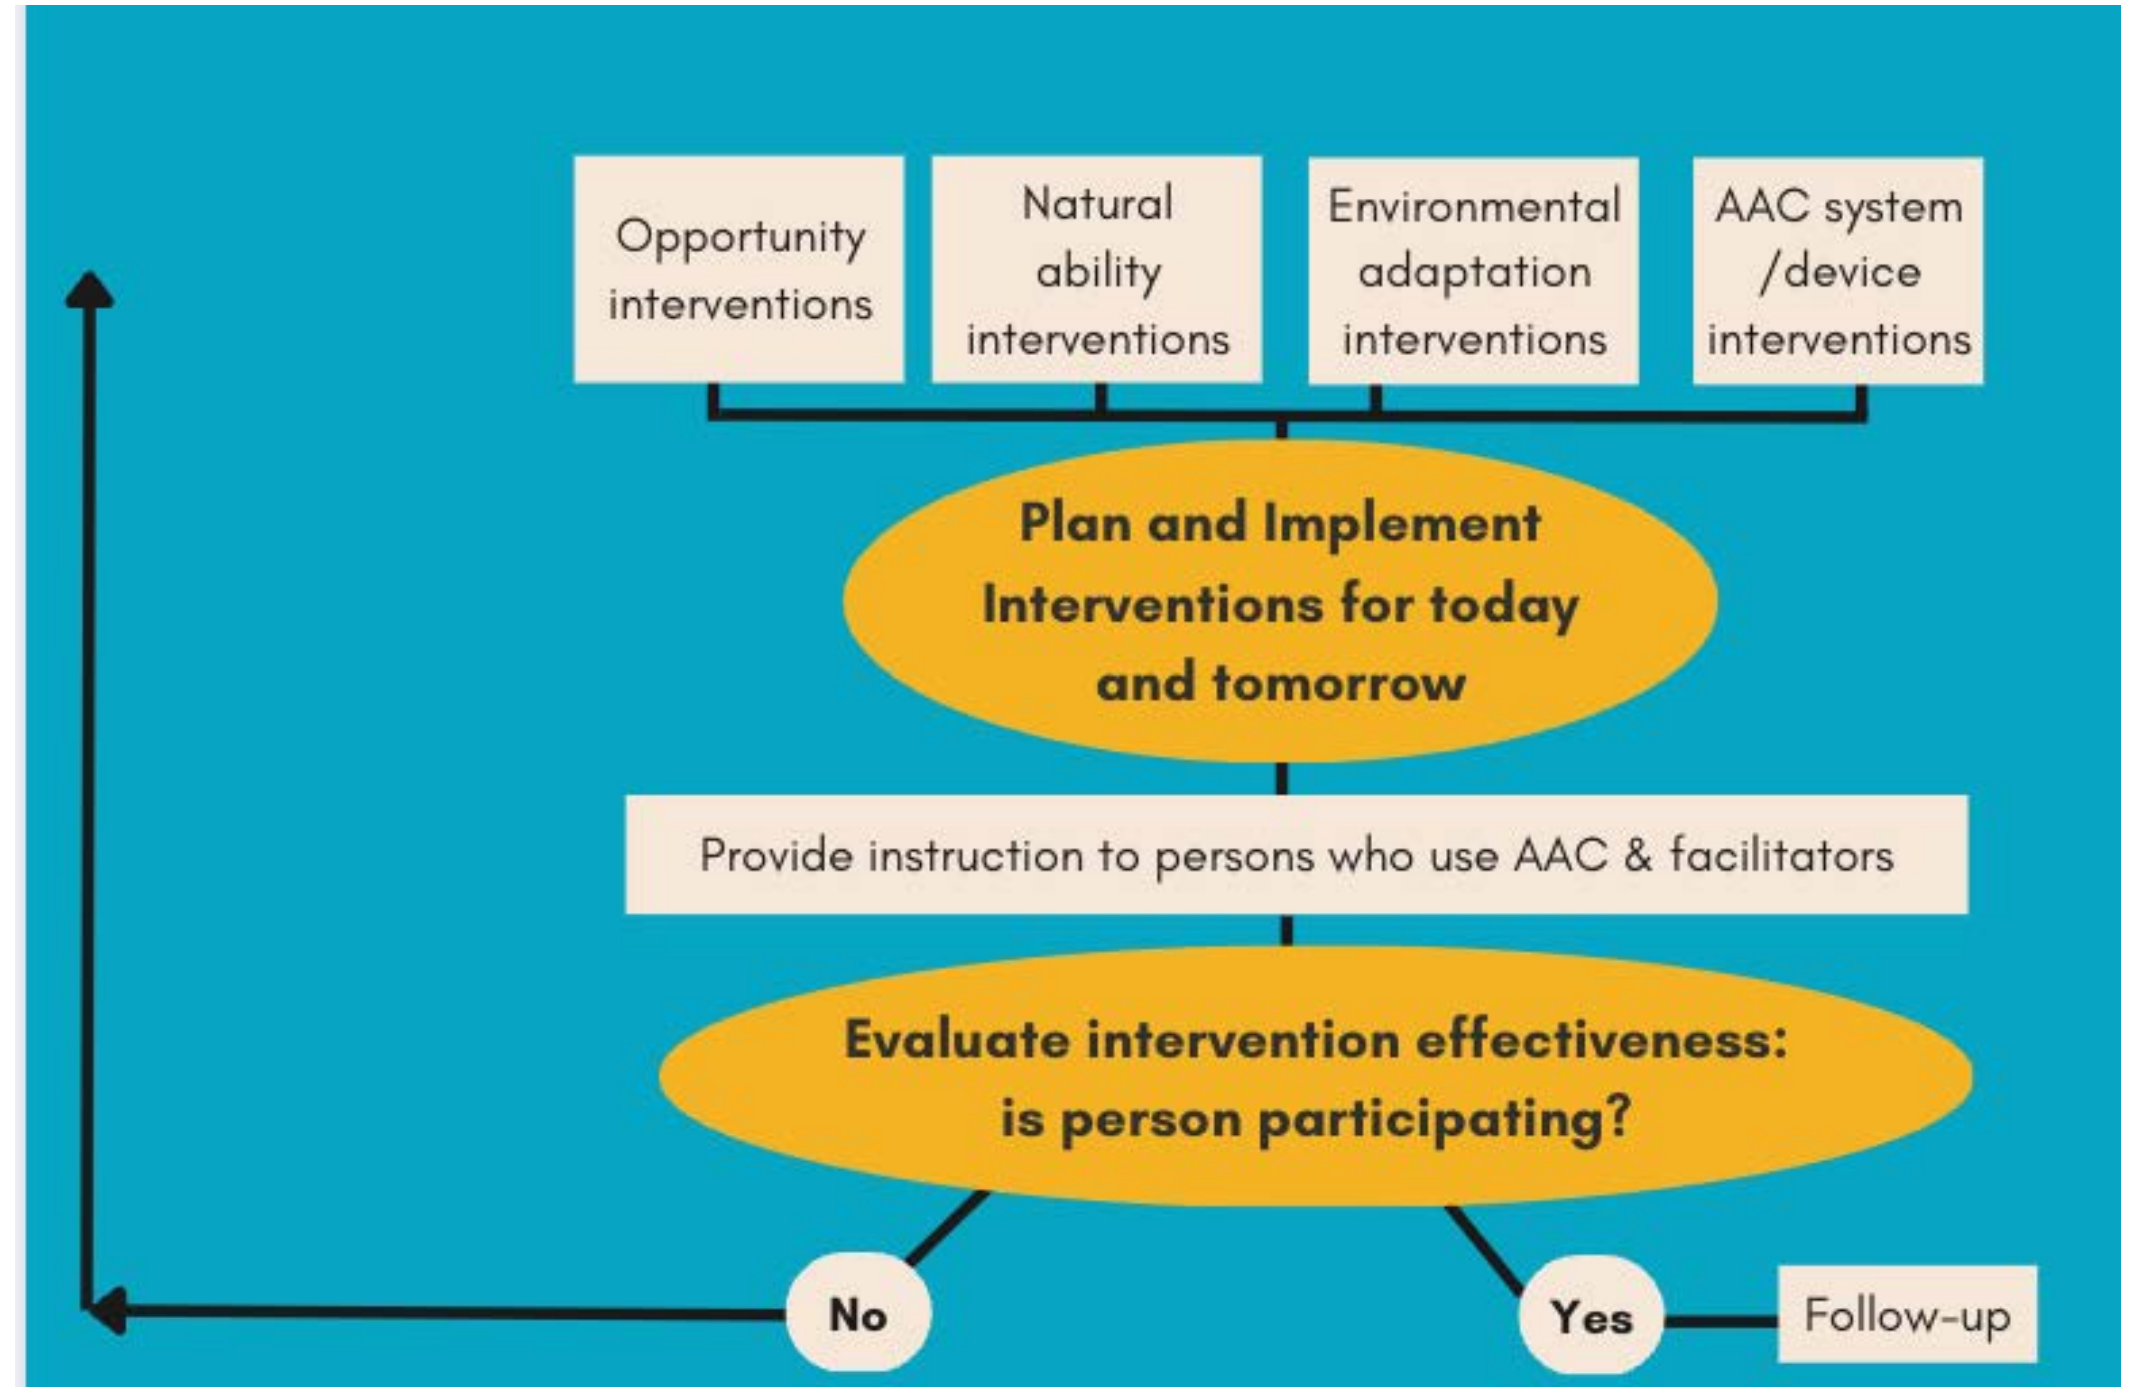 Opportunity
interventions
Natural
ability
interventions
Environmental
adaptation
interventions
AAC system
/device
interventions
Plan and Implement
Interventions for today
and tomorrow
Provide instruction to persons who use AAC & facilitators
Evaluate intervention effectiveness:
is person participating?
No
Yes
Follow-up